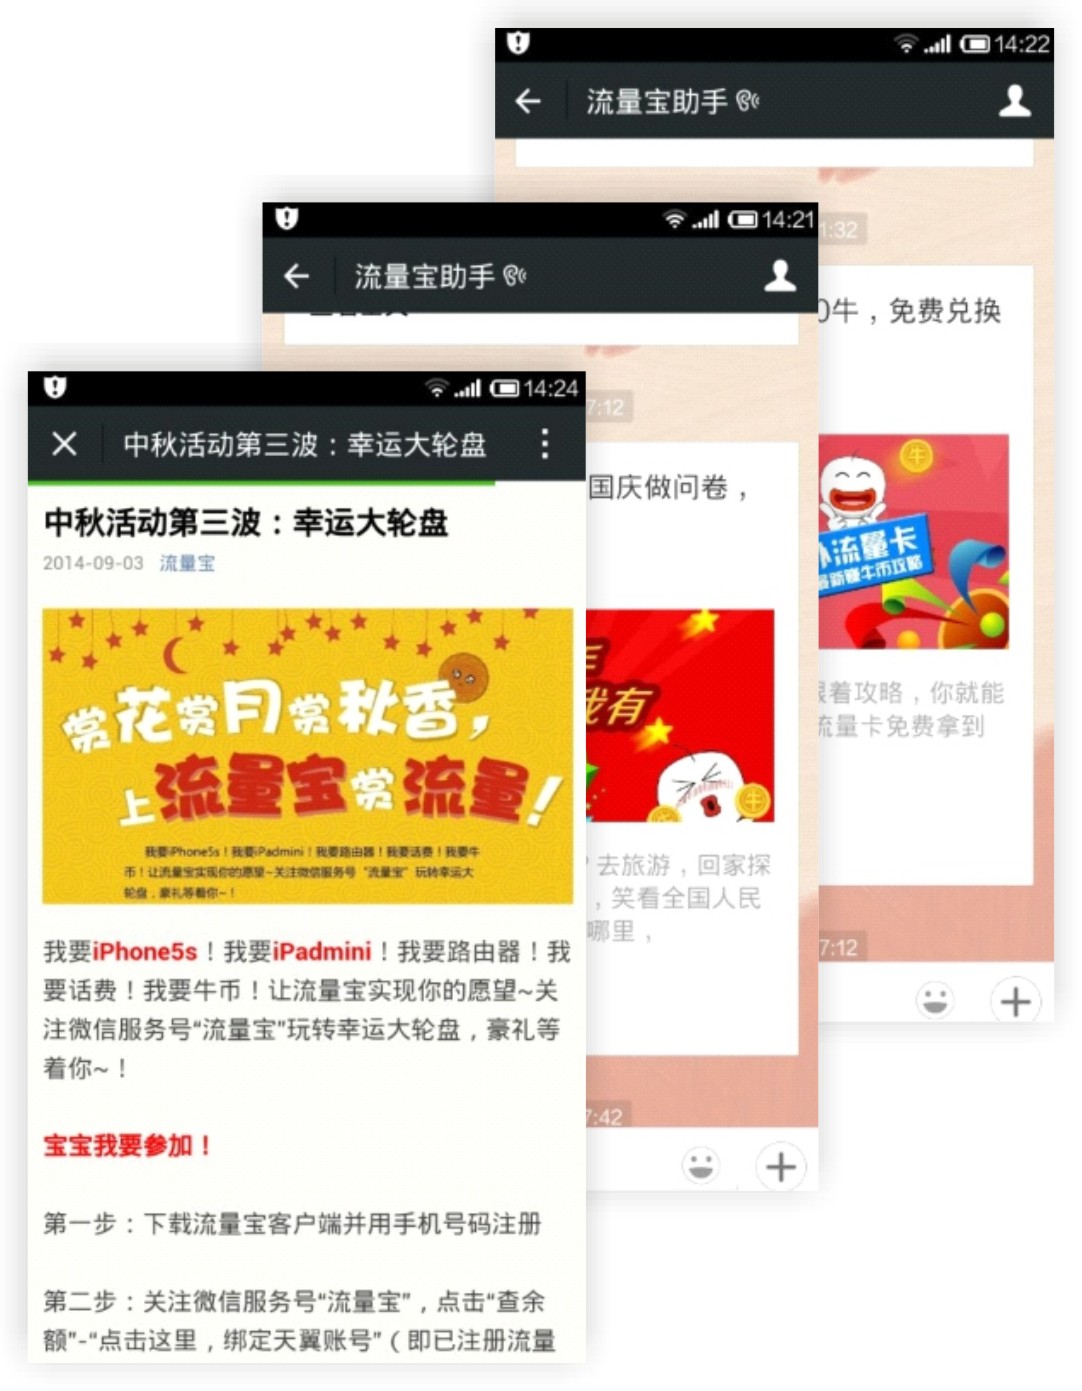 14:22
流量宝助手
1:32
0牛，免费兑换
牛
小流量卡
最新赚牛币攻略
跟着攻略，你就能
流量卡免费拿到
7:12
14:21
流量宝助手
7:12
国庆做问卷，
我有
牛
牛
？去旅游，回家探
，笑看全国人民
哪里，
7:42
14:24
中秋活动第三波：幸运大轮盘
中秋活动第三波：幸运大轮盘
2014-09-03 流量宝
赏花赏月赏秋香，
上流量宝赏流量！
我要iPhone5s！我要iPadmini！我要路由器！我要话费！我要牛
币！让流量宝实现你的愿望~关注微信服务号“流量宝”玩转幸运大
轮盘，豪礼等着你~！
我要iPhone5s！我要iPadmini！我要路由器！我
要话费！我要牛币！让流量宝实现你的愿望~关
注微信服务号“流量宝”玩转幸运大轮盘，豪礼等
着你~！
宝宝我要参加！
第一步：下载流量宝客户端并用手机号码注册
第二步：关注微信服务号“流量宝”，点击“查余
额”-“点击这里，绑定天翼账号”（即已注册流量